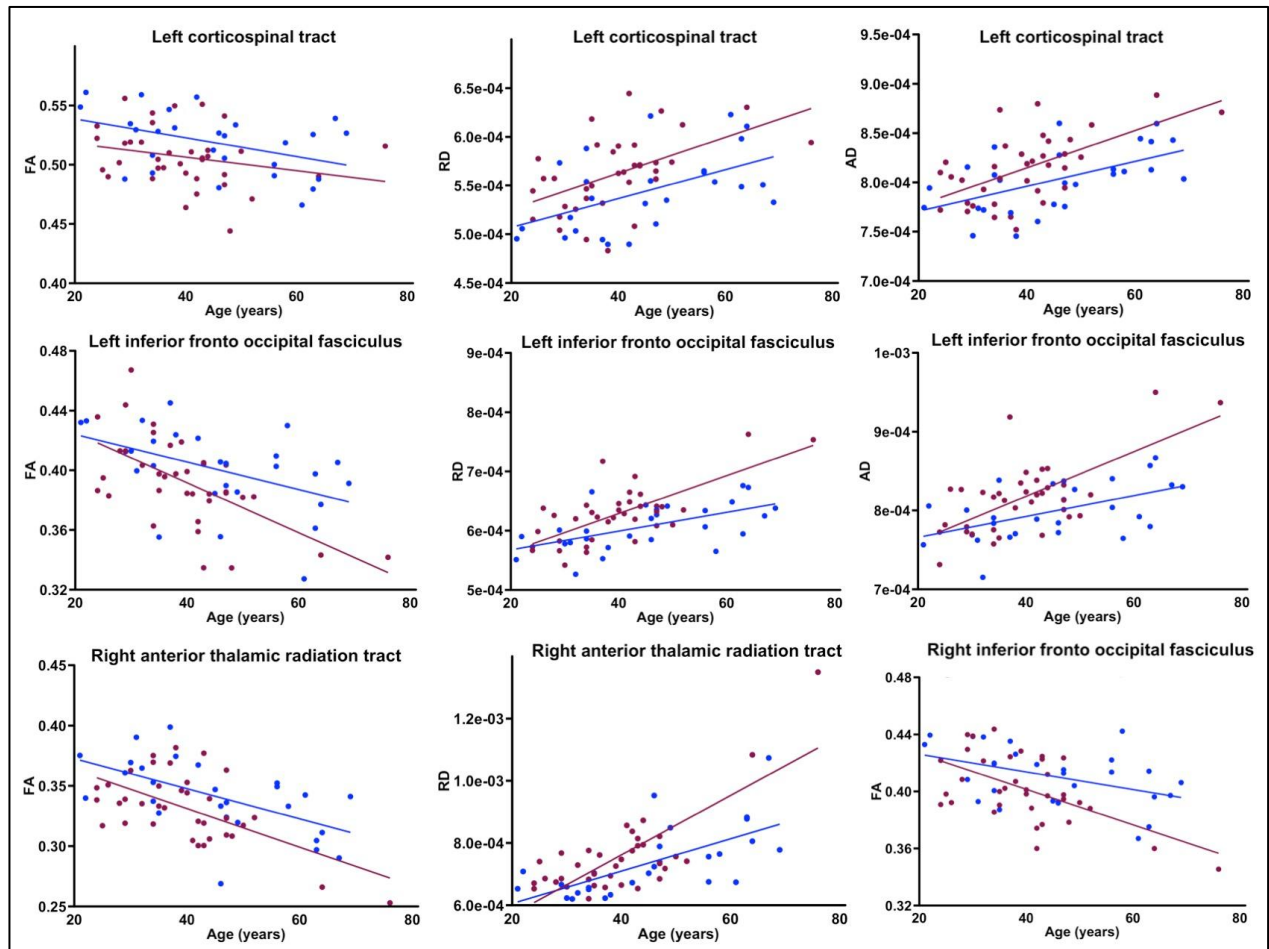 Left corticospinal tract
FA
0.55
0.50
0.45
0.40
20
40
60
80
Age (years)
Left corticospinal tract
RD
6.5e-04
6.0e-04
5.5e-04
5.0e-04
4.5e-04
20
40
60
80
Age (years)
Left corticospinal tract
AD
9.5e-04
9.0e-04
8.5e-04
8.0e-04
7.5e-04
7.0e-04
20
40
60
80
Age (years)
Left inferior fronto occipital fasciculus
FA
0.48
0.44
0.40
0.36
0.32
20
40
60
80
Age (years)
Left inferior fronto occipital fasciculus
RD
9e-04
8e-04
7e-04
6e-04
5e-04
20
40
60
80
Age (years)
Left inferior fronto occipital fasciculus
AD
1e-03
9e-04
8e-04
7e-04
20
40
60
80
Age (years)
Right anterior thalamic radiation tract
FA
0.45
0.40
0.35
0.30
0.25
20
40
60
80
Age (years)
Right anterior thalamic radiation tract
RD
1.2e-03
1.0e-03
8.0e-04
6.0e-04
20
40
60
80
Age (years)
Right inferior fronto occipital fasciculus
FA
0.48
0.44
0.40
0.36
0.32
20
40
60
80
Age (years)